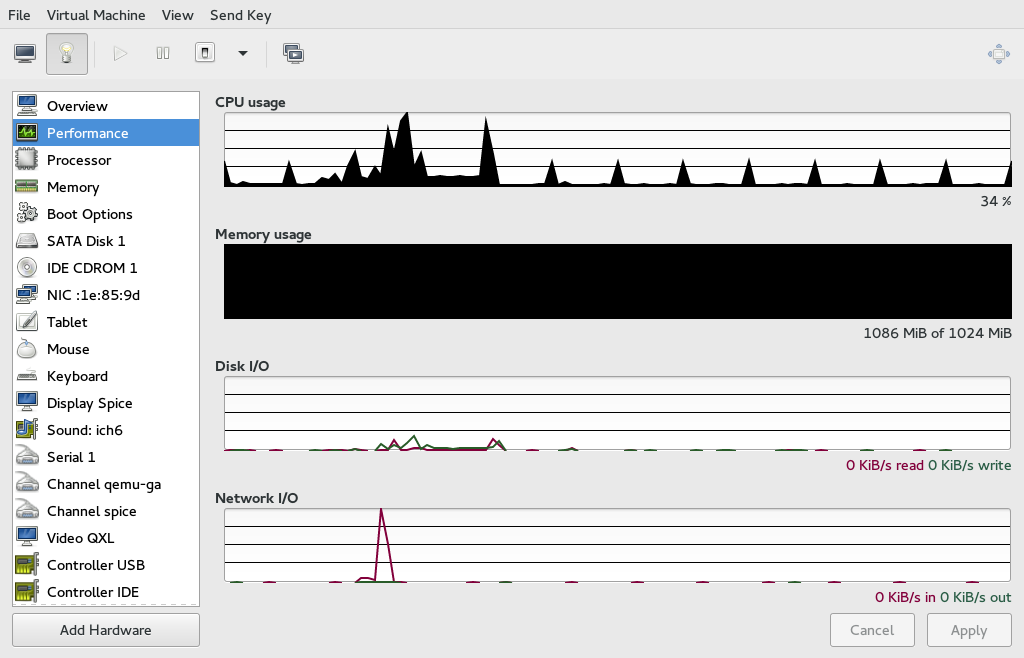 File Virtual Machine View Send Key
Overview
Performance
Processor
Memory
Boot Options
SATA Disk 1
IDE CDROM 1
NIC :1e:85:9d
Tablet
Mouse
Keyboard
Display Spice
Sound: ich6
Serial 1
Channel qemu-ga
Channel spice
Video QXL
Controller USB
Controller IDE
Add Hardware
CPU usage
34 %
Memory usage
1086 MiB of 1024 MiB
Disk I/O
0 KiB/s read 0 KiB/s write
Network I/O
0 KiB/s in 0 KiB/s out
Cancel Apply